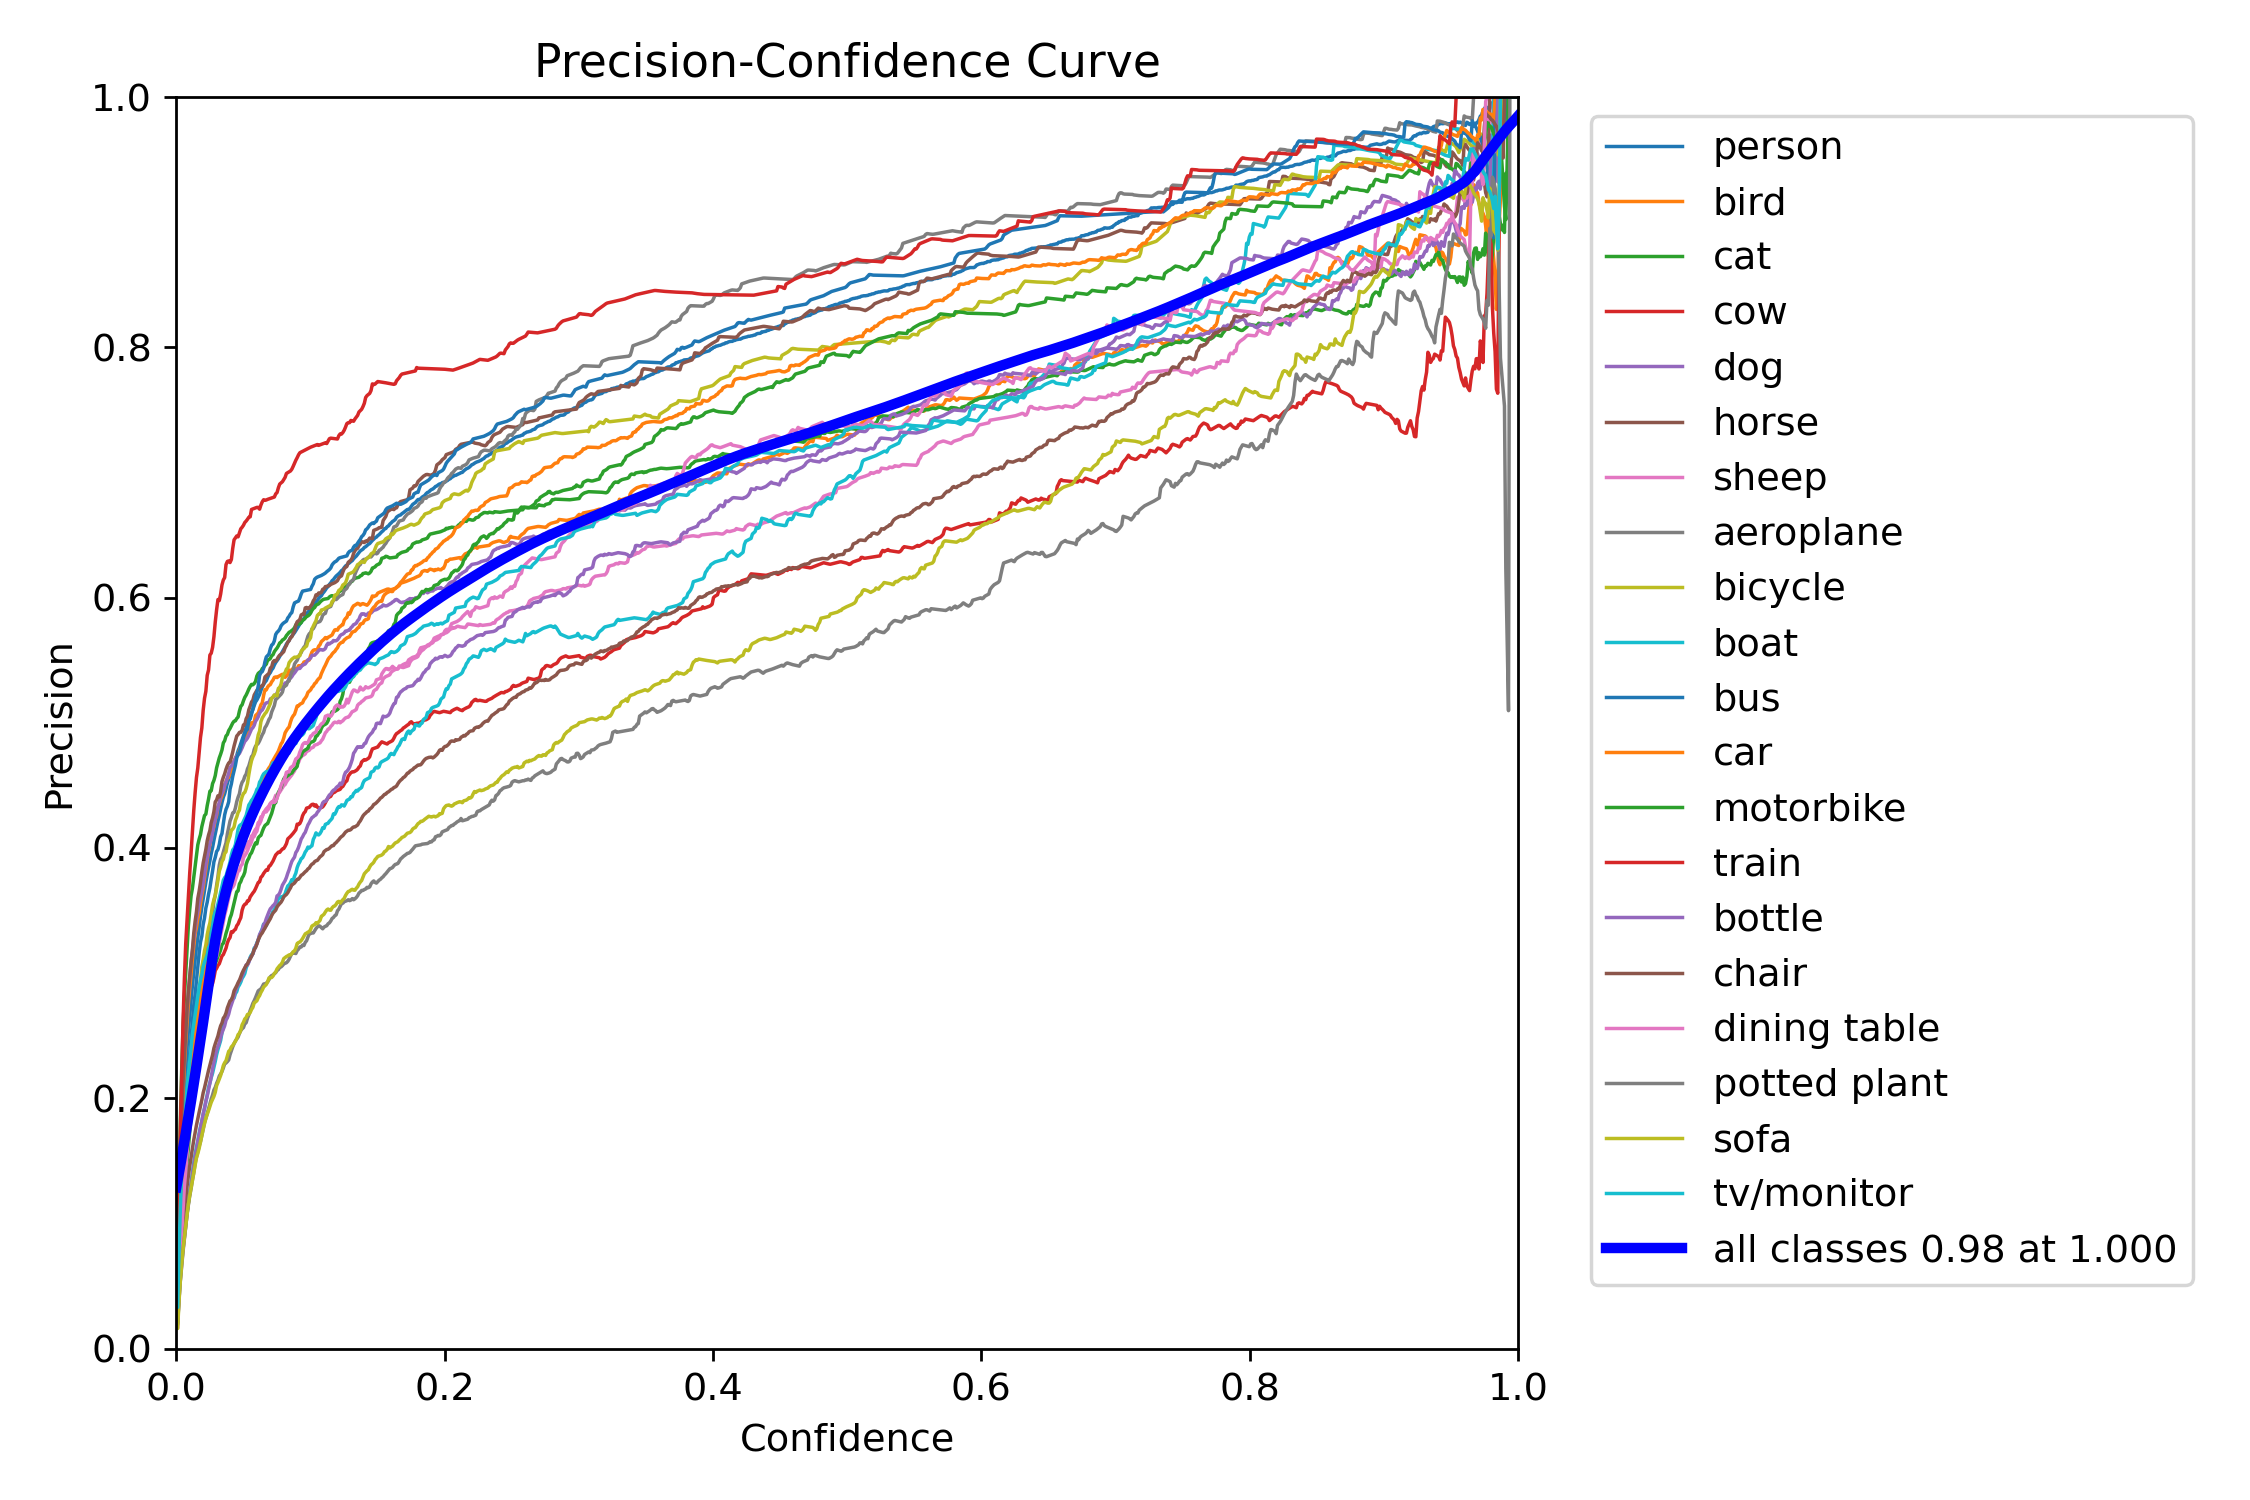 Precision-Confidence Curve
1.0
0.8
0.6
0.4
0.2
0.0
Precision
0.0
0.2
0.4
0.6
0.8
1.0
Confidence
person
bird
cat
cow
dog
horse
sheep
aeroplane
bicycle
boat
bus
car
motorbike
train
bottle
chair
dining table
potted plant
sofa
tv/monitor
all classes 0.98 at 1.000